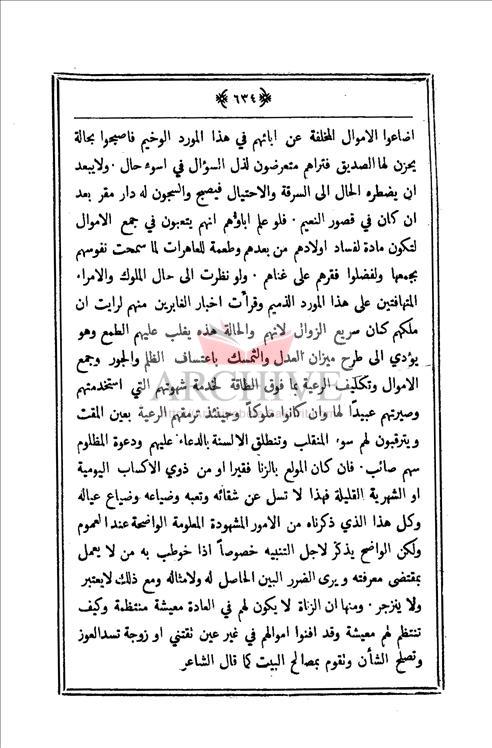 ٦٣٤
اضاعوا الاموال المخلفة عن ابائهم في هذا المورد الوخيم فاصبحوا بحالة
يحزن لها الصديق فتراهم متعرضون لذل السؤال في اسوء حال . ولايبعد
ان يضطره الحال الى السرقة والاحتيال فيصبح والسجون له دار مقر بعد
ان كان في قصور النعيم . فلو علم اباؤهم انهم يتعبون في جمع الاموال
لتكون مادة لفساد اولادهم من بعدهم وطعمة للعاهرات لما سمحت نفوسهم
بجمعها ولفضلوا فقرهم على غناهم . ولو نظرت الى حال الملوك والامراء
المتهافتين على هذا المورد الذميم وقرأت اخبار الغابرين منهم لرايت ان
ملكهم كان سريع الزوال لانهم والحالة هذه يغلب عليهم الطمع وهو
يؤدي الى طرح ميزان العدل والتمسك باعتساف الظلم والجور وجمع
الاموال وتكليف الرعية بما فوق الطاقة لخدمة شهوتهم التي استخدمتهم
وصيرتهم عبيدًا لها وان كانوا ملوكًا وحينئذ ترمقهم الرعية بعين المقت
ويترقبون لهم سوء المنقلب وتنطلق الالسنة بالدعاء عليهم ودعوة المظلوم
سهم صائب . فان كان المولع بالزنا فقيرا او من ذوي الاكساب اليومية
او الشهرية القليلة فهذا لا تسل عن شقائه وتعبه وضياعه وضياع عياله
وكل هذا الذي ذكرناه من الامور المشهودة المعلومة الواضحة عند العموم
ولكن الواضح يذكر لاجل التنبيه خصوصاً اذا خوطب به من لا يعمل
بمقتضى معرفته ويرى الضرر البين الحاصل له ولامثاله ومع ذلك لايعتبر
ولا ينزجر . ومنها ان الزناة لا يكون لهم في العادة معيشة منتظمة وكيف
تنتظم لهم معيشة وقد افنوا اموالهم في غير عين تقتني او زوجة تسد العوز
وتصلح الشأن وتقوم بمصالح البيت كما قال الشاعر
ARCHIVE